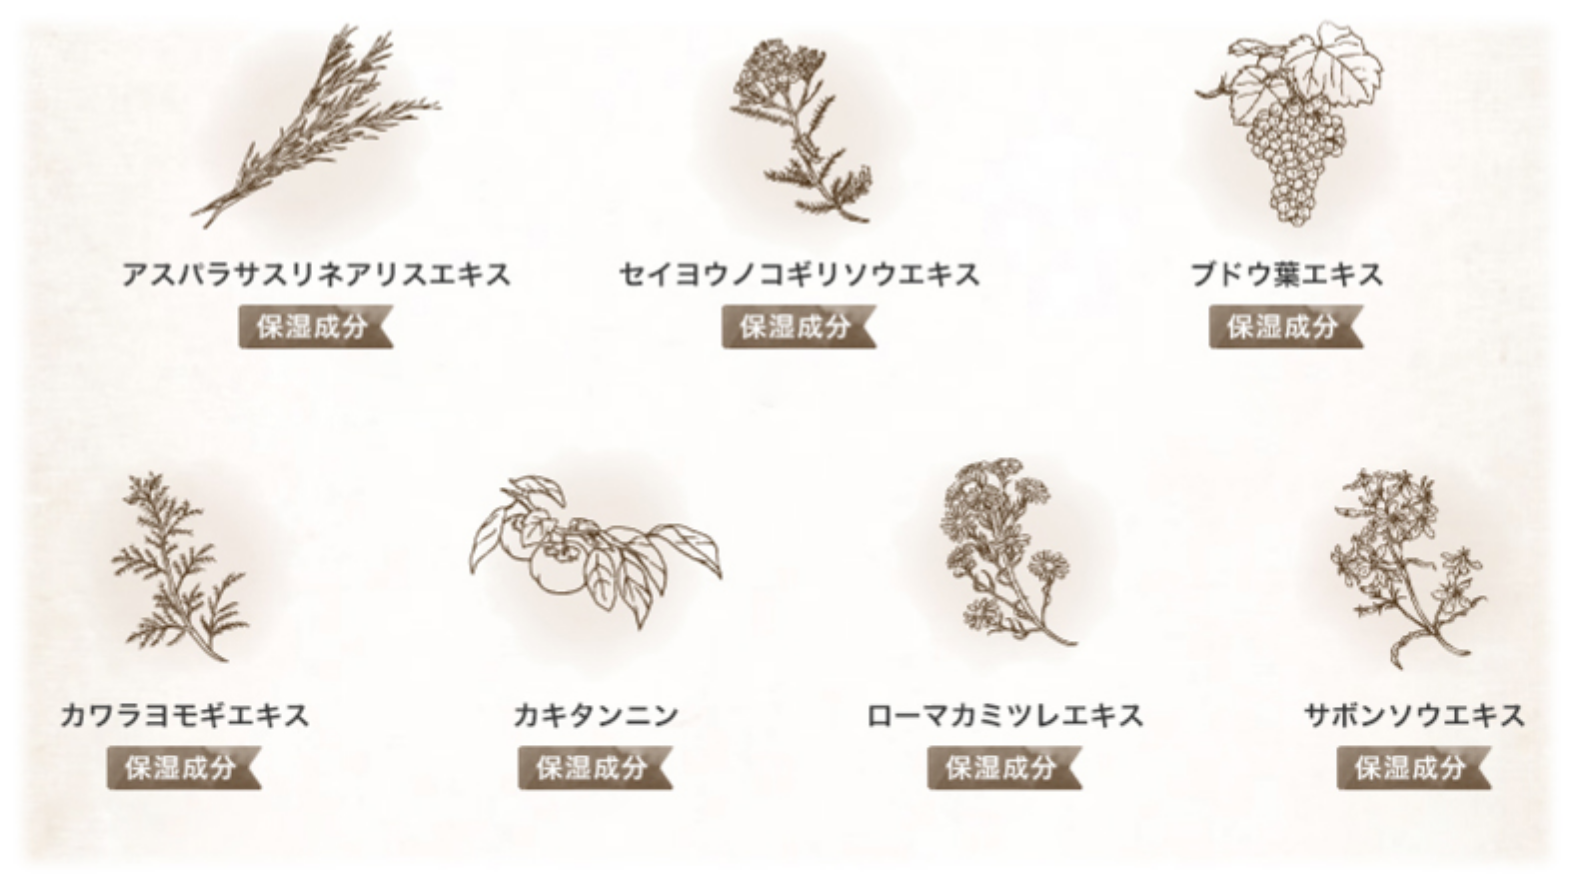 アスパラサスリネアリスエキス
保湿成分
セイヨウノコギリソウエキス
保湿成分
ブドウ葉エキス
保湿成分
カワラヨモギエキス
保湿成分
カキタンニン
保湿成分
ローマカミツレエキス
保湿成分
サボンソウエキス
保湿成分